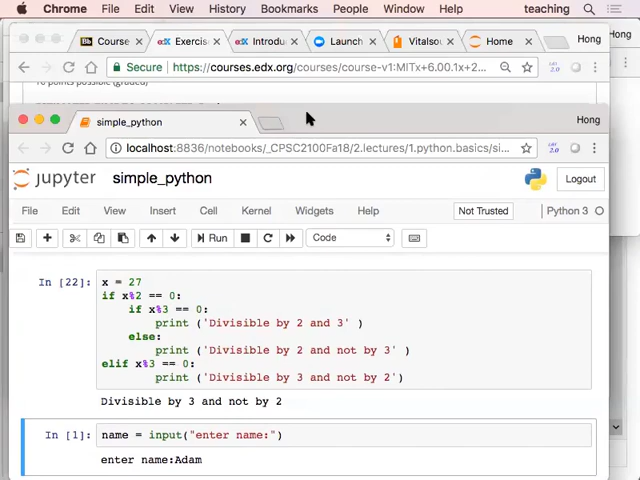 Chrome File Edit View History Bookmarks People Window Help teaching
Course Exercis Introdu Launch Vitalsou Home Hong
Secure https://courses.edx.org/courses/course-v1:MITx+6.00.1x+2...
10 points possible (graded)
simple_python Hong
localhost:8836/notebooks/_CPSC2100Fa18/2.lectures/1.python.basics/si...
jupyter simple_python Logout
File Edit View Insert Cell Kernel Widgets Help Not Trusted Python 3
Run Code
In [22]: x = 27
if x%2 == 0:
if x%3 == 0:
print ('Divisible by 2 and 3' )
else:
print ('Divisible by 2 and not by 3' )
elif x%3 == 0:
print ('Divisible by 3 and not by 2')
Divisible by 3 and not by 2
In [1]: name = input("enter name:")
enter name:Adam